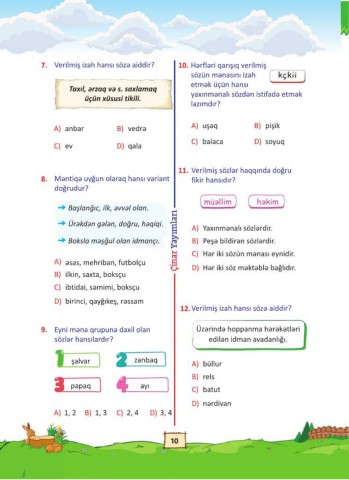 7. Verilmiş izah hansı sözə aiddir?
Taxıl, ərzaq və s. saxlamaq
üçün xüsusi tikili.
A) anbar B) vedrə
C) ev D) qala
8. Məntiqə uyğun olaraq hansı variant
doğrudur?
Başlanğıc, ilk, əvvəl olan.
Ürəkdən gələn, doğru, həqiqi.
Boksla məşğul olan idmançı.
A) əsas, mehriban, futbolçu
B) ilkin, saxta, boksçu
C) ibtidai, səmimi, boksçu
D) birinci, qayğıkeş, rəssam
9. Eyni məna qrupuna daxil olan
sözlər hansılardır?
1 şalvar
2 zanbaq
3 papaq
4 ayı
A) 1, 2 B) 1, 3 C) 2, 4 D) 3, 4
Çinar Yayımları
10. Hərfləri qarışıq verilmiş
sözün mənasını izah
etmək üçün hansı
yaxınmənalı sözdən istifadə etmək
lazımdır?
kçkii
A) uşaq B) pişik
C) balaca D) soyuq
11. Verilmiş sözlər haqqında doğru
fikir hansıdır?
müəllim həkim
A) Yaxınmənalı sözlərdir.
B) Peşə bildirən sözlərdir.
C) Hər iki sözün mənası eynidir.
D) Hər iki söz məktəblə bağlıdır.
12. Verilmiş izah hansı sözə aiddir?
Üzərində hoppanma hərəkətləri
edilən idman avadanlığı.
A) büllur
B) rels
C) batut
D) nərdivan
10